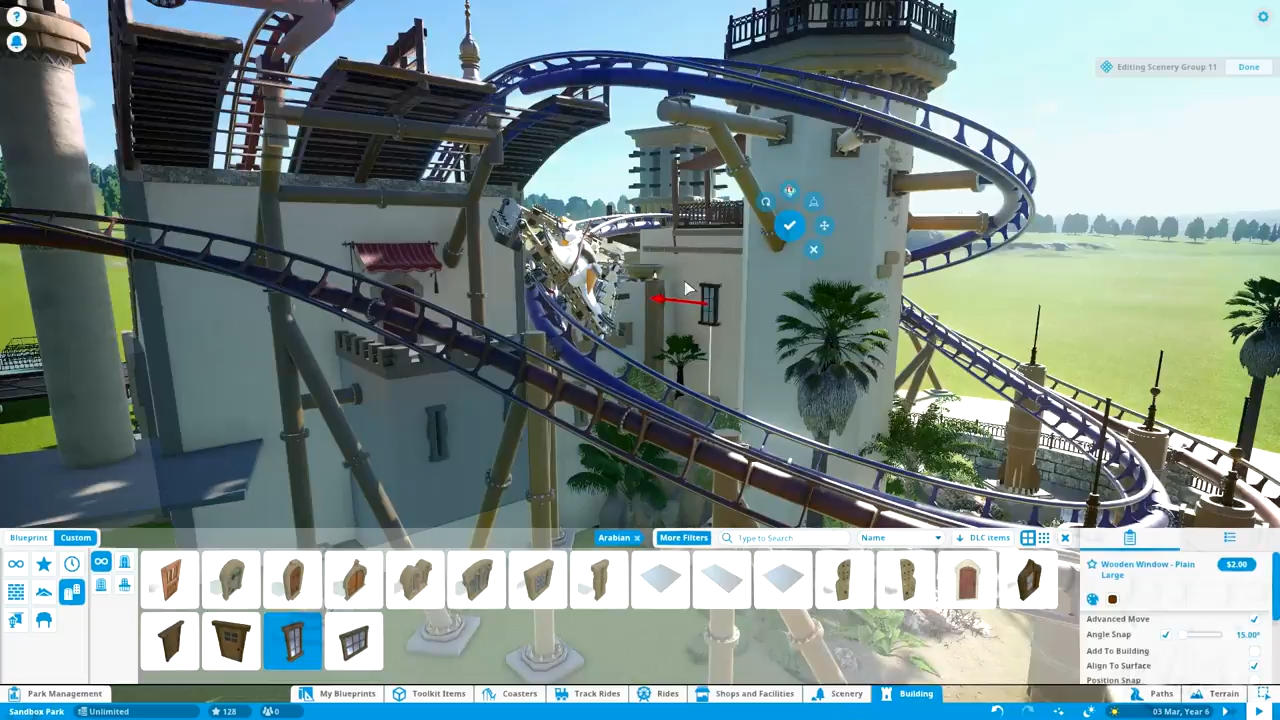 ?
Editing Scenery Group 11 Done
Blueprint Custom Arabian x More Filters Type to Search Name DLC items
Wooden Window - Plain Large $2.00
Advanced Move
Angle Snap 15.00°
Add To Building
Align To Surface
Position Snap
Park Management My Blueprints Toolkit Items Coasters Track Rides Rides Shops and Facilities Scenery Building Paths Terrain
Sandbox Park Unlimited 128 0 03 Mar, Year 6